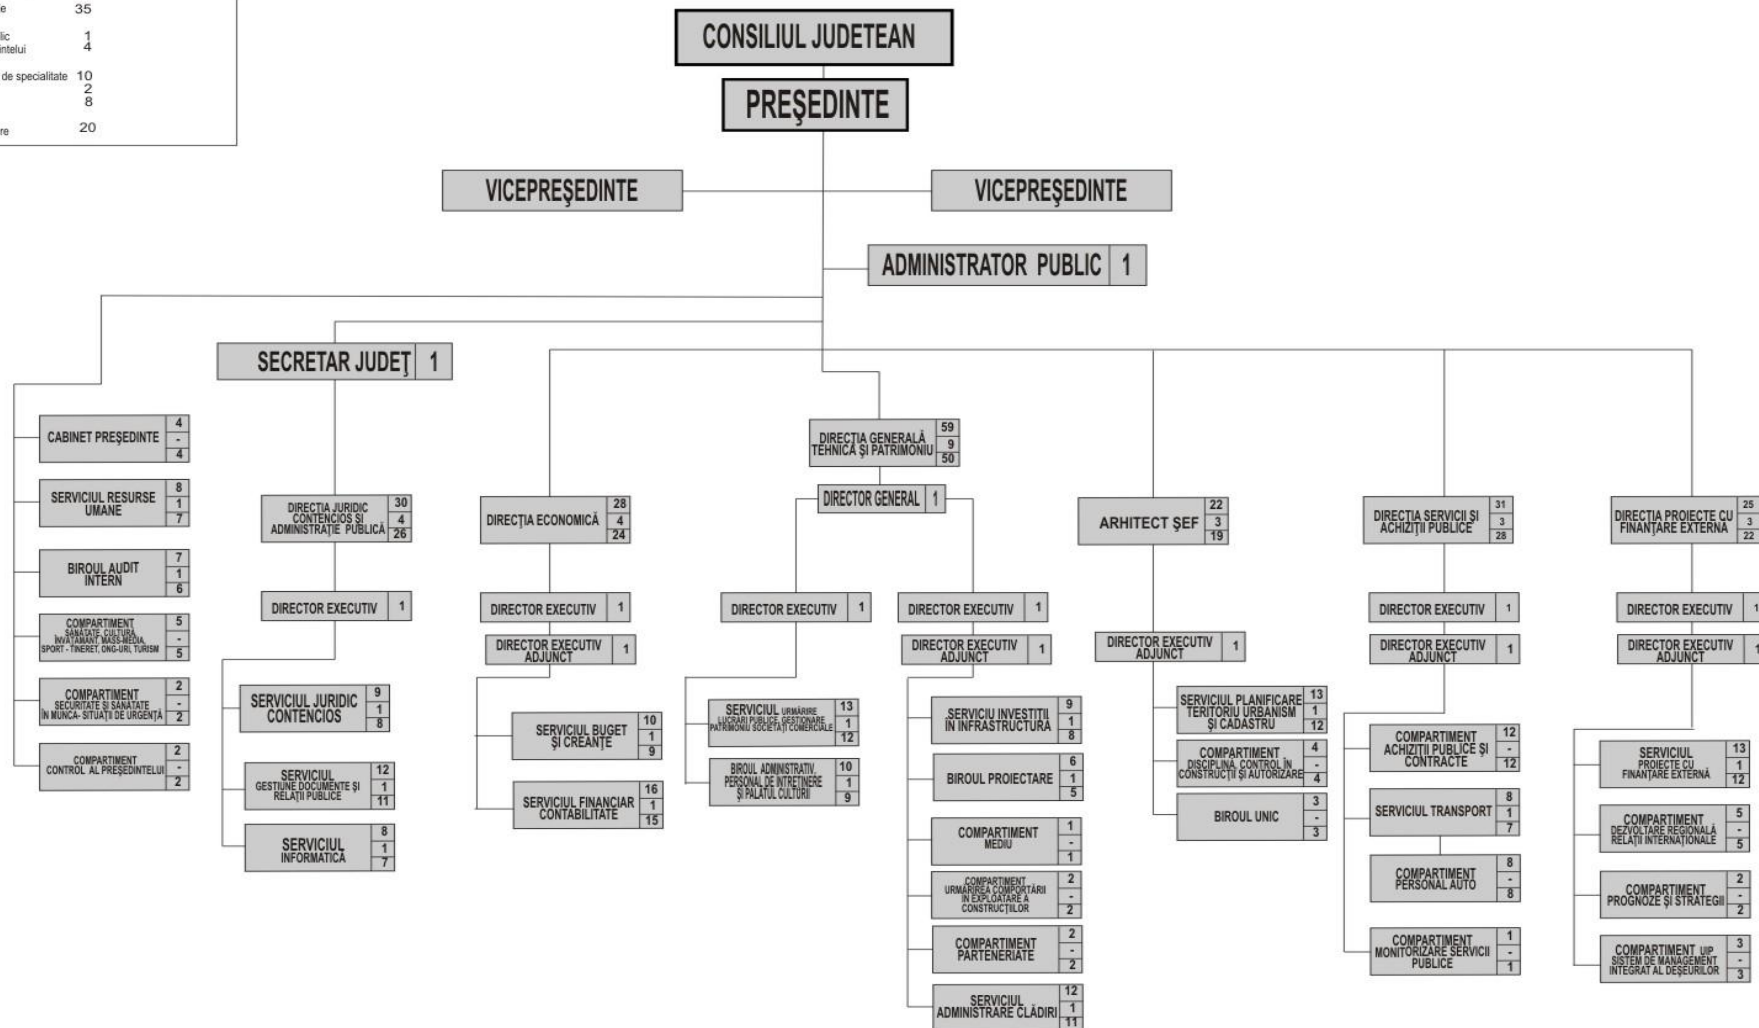 35
1
4
de specialitate 10
2
8
20
CONSILIUL JUDETEAN
PREŞEDINTE
VICEPREŞEDINTE
VICEPREŞEDINTE
ADMINISTRATOR PUBLIC 1
SECRETAR JUDEŢ 1
CABINET PREŞEDINTE
4
-
4
SERVICIUL RESURSE
UMANE
8
1
7
BIROUL AUDIT
INTERN
7
1
6
COMPARTIMENT
SĂNĂTATE, CULTURĂ,
ÎNVĂŢĂMÂNT, MASS-MEDIA,
SPORT - TINERET, ONG-URI, TURISM
5
-
5
COMPARTIMENT
SECURITATE ŞI SĂNĂTATE
ÎN MUNCĂ- SITUAŢII DE URGENŢĂ
2
-
2
COMPARTIMENT
CONTROL AL PREŞEDINTELUI
2
-
2
DIRECŢIA JURIDIC
CONTENCIOS ŞI
ADMINISTRAŢIE PUBLICĂ
30
4
26
DIRECTOR EXECUTIV 1
SERVICIUL JURIDIC
CONTENCIOS
9
1
8
SERVICIUL
GESTIUNE DOCUMENTE ŞI
RELAŢII PUBLICE
12
1
11
SERVICIUL
INFORMATICĂ
8
1
7
DIRECŢIA ECONOMICĂ
28
4
24
DIRECTOR EXECUTIV 1
DIRECTOR EXECUTIV
ADJUNCT 1
SERVICIUL BUGET
ŞI CREANŢE
10
1
9
SERVICIUL FINANCIAR
CONTABILITATE
16
1
15
DIRECŢIA GENERALĂ
TEHNICĂ ŞI PATRIMONIU
59
9
50
DIRECTOR GENERAL 1
DIRECTOR EXECUTIV 1
SERVICIUL URMĂRIRE
LUCRĂRI PUBLICE, GESTIONARE
PATRIMONIU SOCIETĂŢI COMERCIALE
13
1
12
BIROUL ADMINISTRATIV,
PERSONAL DE INTREŢINERE
ŞI PALATUL CULTURII
10
1
9
DIRECTOR EXECUTIV 1
DIRECTOR EXECUTIV
ADJUNCT 1
SERVICIU INVESTIŢII
ÎN INFRASTRUCTURĂ
9
1
8
BIROUL PROIECTARE
6
1
5
COMPARTIMENT
MEDIU
1
-
1
COMPARTIMENT
URMĂRIREA COMPORTĂRII
IN EXPLOATARE A
CONSTRUCŢIILOR
2
-
2
COMPARTIMENT
PARTENERIATE
2
-
2
SERVICIUL
ADMINISTRARE CLĂDIRI
12
1
11
ARHITECT ŞEF
22
3
19
DIRECTOR EXECUTIV
ADJUNCT 1
SERVICIUL PLANIFICARE
TERITORIU URBANISM
ŞI CADASTRU
13
1
12
COMPARTIMENT
DISCIPLINĂ, CONTROL ÎN
CONSTRUCŢII ŞI AUTORIZARE
4
-
4
BIROUL UNIC
3
-
3
DIRECŢIA SERVICII ŞI
ACHIZIŢII PUBLICE
31
3
28
DIRECTOR EXECUTIV 1
DIRECTOR EXECUTIV
ADJUNCT 1
COMPARTIMENT
ACHIZIŢII PUBLICE ŞI
CONTRACTE
12
-
12
SERVICIUL TRANSPORT
8
1
7
COMPARTIMENT
PERSONAL AUTO
8
-
8
COMPARTIMENT
MONITORIZARE SERVICII
PUBLICE
1
-
1
DIRECŢIA PROIECTE CU
FINANŢARE EXTERNĂ
25
3
22
DIRECTOR EXECUTIV 1
DIRECTOR EXECUTIV
ADJUNCT 1
SERVICIUL
PROIECTE CU
FINANŢARE EXTERNĂ
13
1
12
COMPARTIMENT
DEZVOLTARE REGIONALĂ
RELAŢII INTERNAŢIONALE
5
-
5
COMPARTIMENT
PROGNOZE ŞI STRATEGII
2
-
2
COMPARTIMENT UIP
SISTEM DE MANAGEMENT
INTEGRAT AL DEŞEURILOR
3
-
3